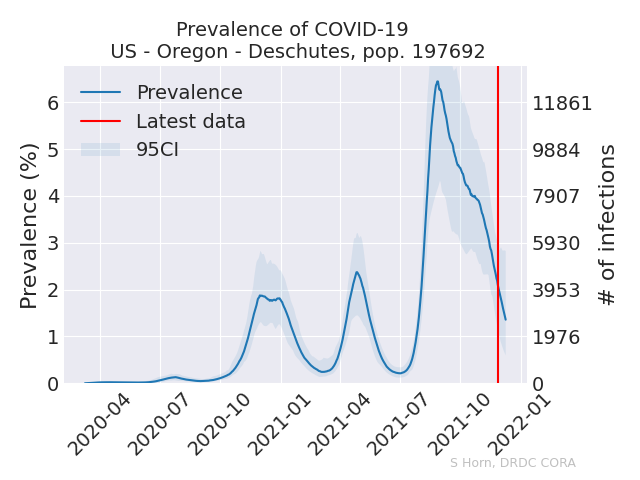 Prevalence of COVID-19
US - Oregon - Deschutes, pop. 197692
Prevalence
Latest data
95CI
Prevalence (%)
6
5
4
3
2
1
0
11861
9884
7907
5930
3953
1976
0
# of infections
2020-04
2020-07
2020-10
2021-01
2021-04
2021-07
2021-10
2022-01
S Horn, DRDC CORA